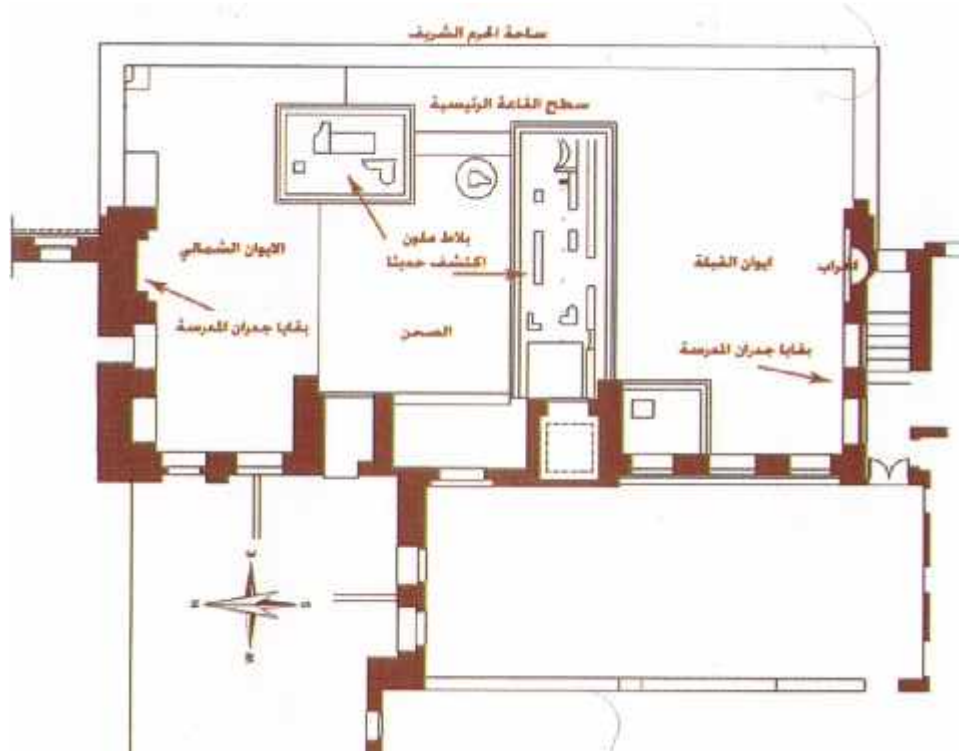 ساحة الحرم الشريف
سطح القاعة الرئيسية
بلاط ملون
اكتشف حديثا
الايوان الشمالي
ايوان القبلة
المحراب
بقايا جدران المدرسة
الصحن
بقايا جدران المدرسة
N
S
W